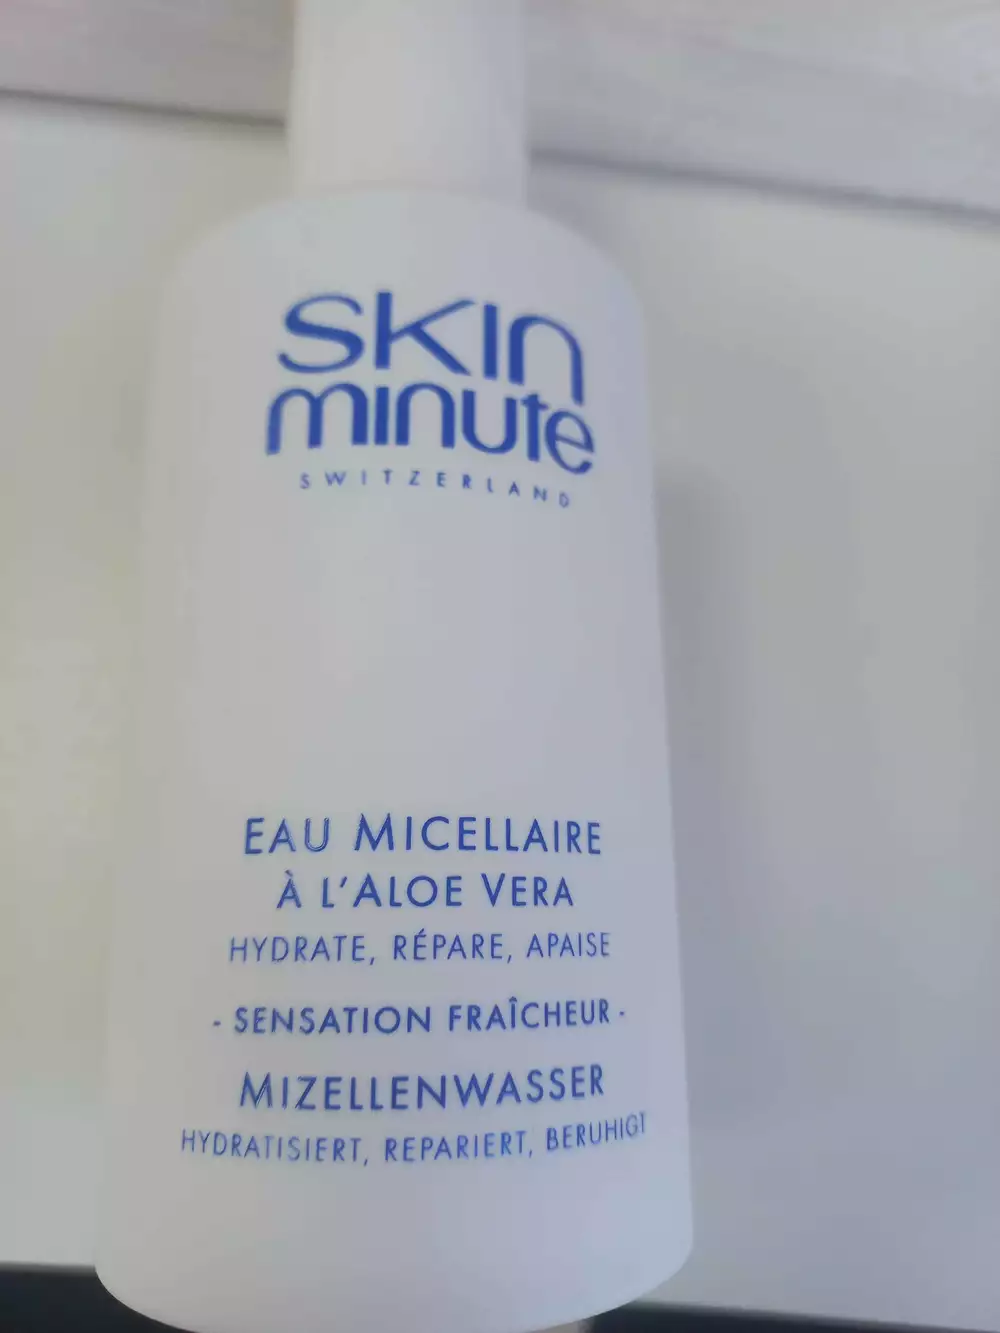 SKIN
minute
SWITZERLAND
EAU MICELLAIRE
À L'ALOE VERA
HYDRATE, RÉPARE, APAISE
- SENSATION FRAÎCHEUR -
MIZELLENWASSER
HYDRATISIERT, REPARIERT, BERUHIGT